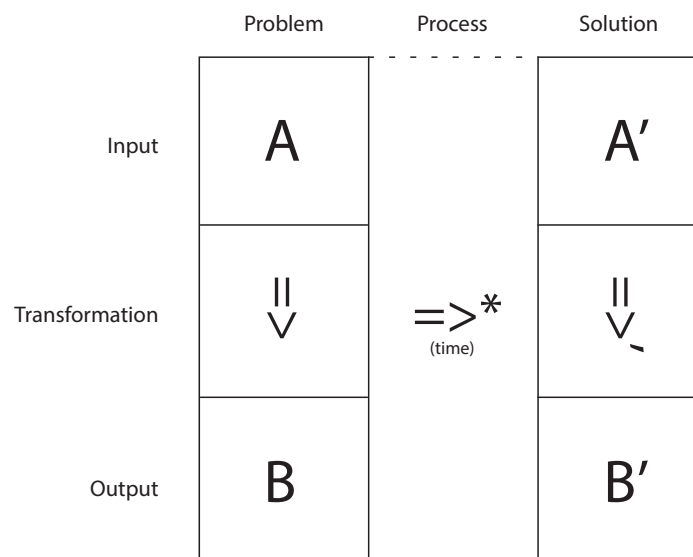 Problem Process Solution
Input A A′
Transformation => =>* =>′
(time)
Output B B′